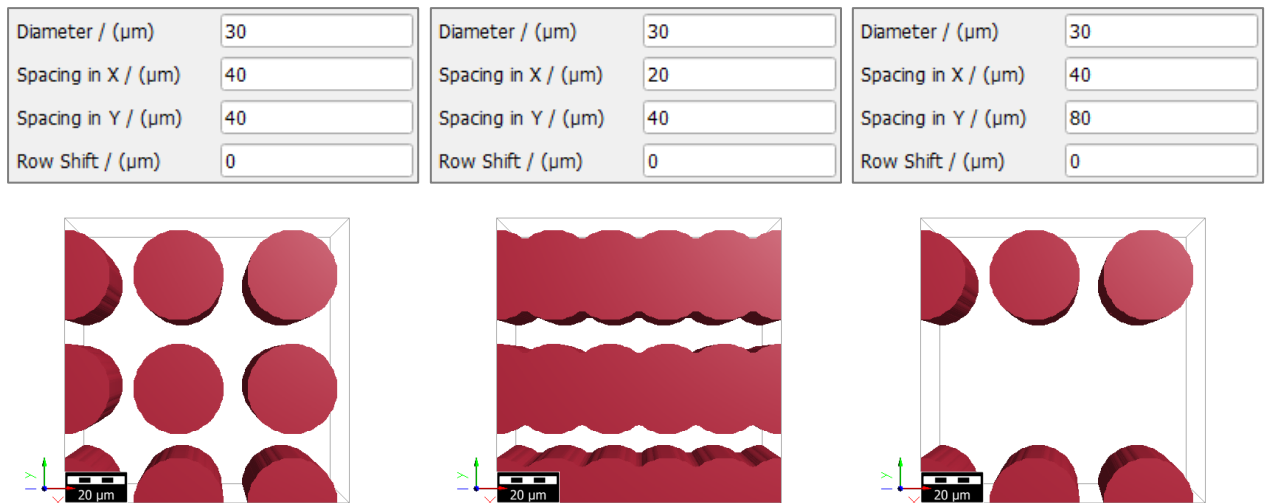 Diameter / (µm) 30
Spacing in X / (µm) 40
Spacing in Y / (µm) 40
Row Shift / (µm) 0
Diameter / (µm) 30
Spacing in X / (µm) 20
Spacing in Y / (µm) 40
Row Shift / (µm) 0
Diameter / (µm) 30
Spacing in X / (µm) 40
Spacing in Y / (µm) 80
Row Shift / (µm) 0
y
x
20 µm
y
x
20 µm
y
x
20 µm